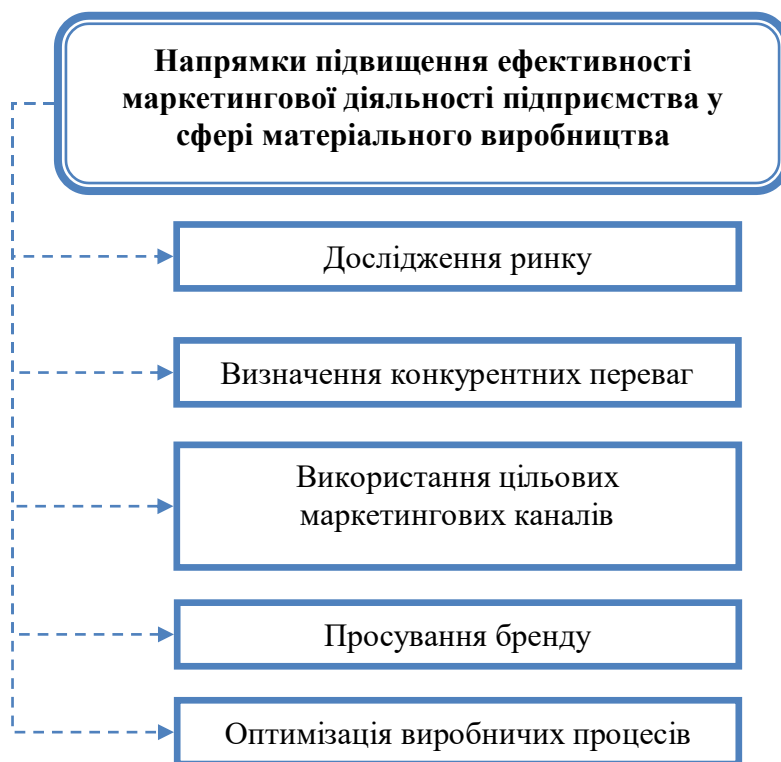 Напрямки підвищення ефективності
маркетингової діяльності підприємства у
сфері матеріального виробництва
Дослідження ринку
Визначення конкурентних переваг
Використання цільових
маркетингових каналів
Просування бренду
Оптимізація виробничих процесів